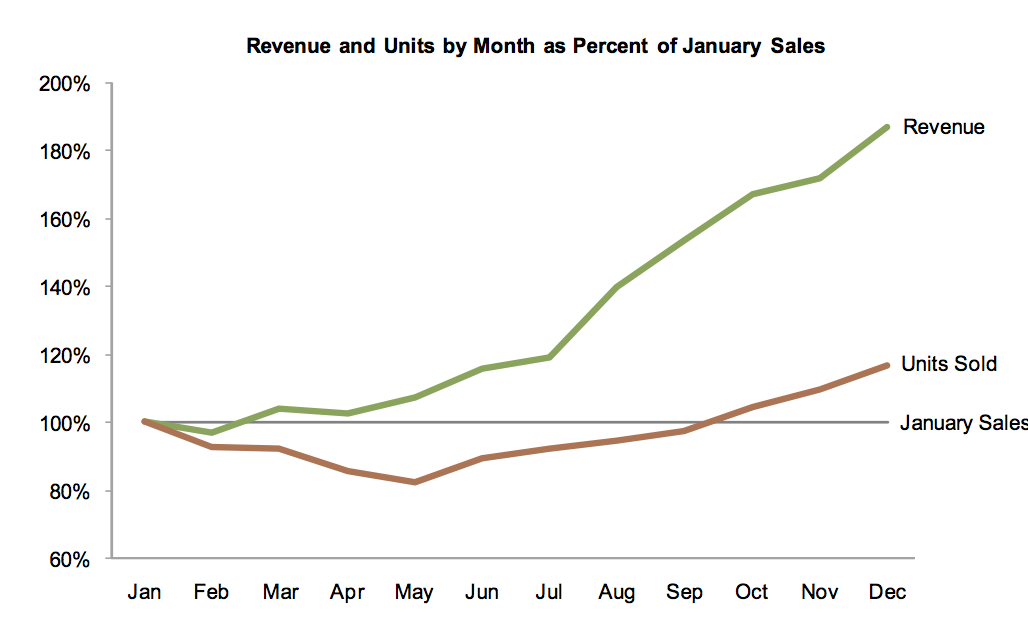 Revenue and Units by Month as Percent of January Sales
200%
180%
160%
140%
120%
100%
80%
60%
Revenue
Units Sold
January Sales
Jan Feb Mar Apr May Jun Jul Aug Sep Oct Nov Dec